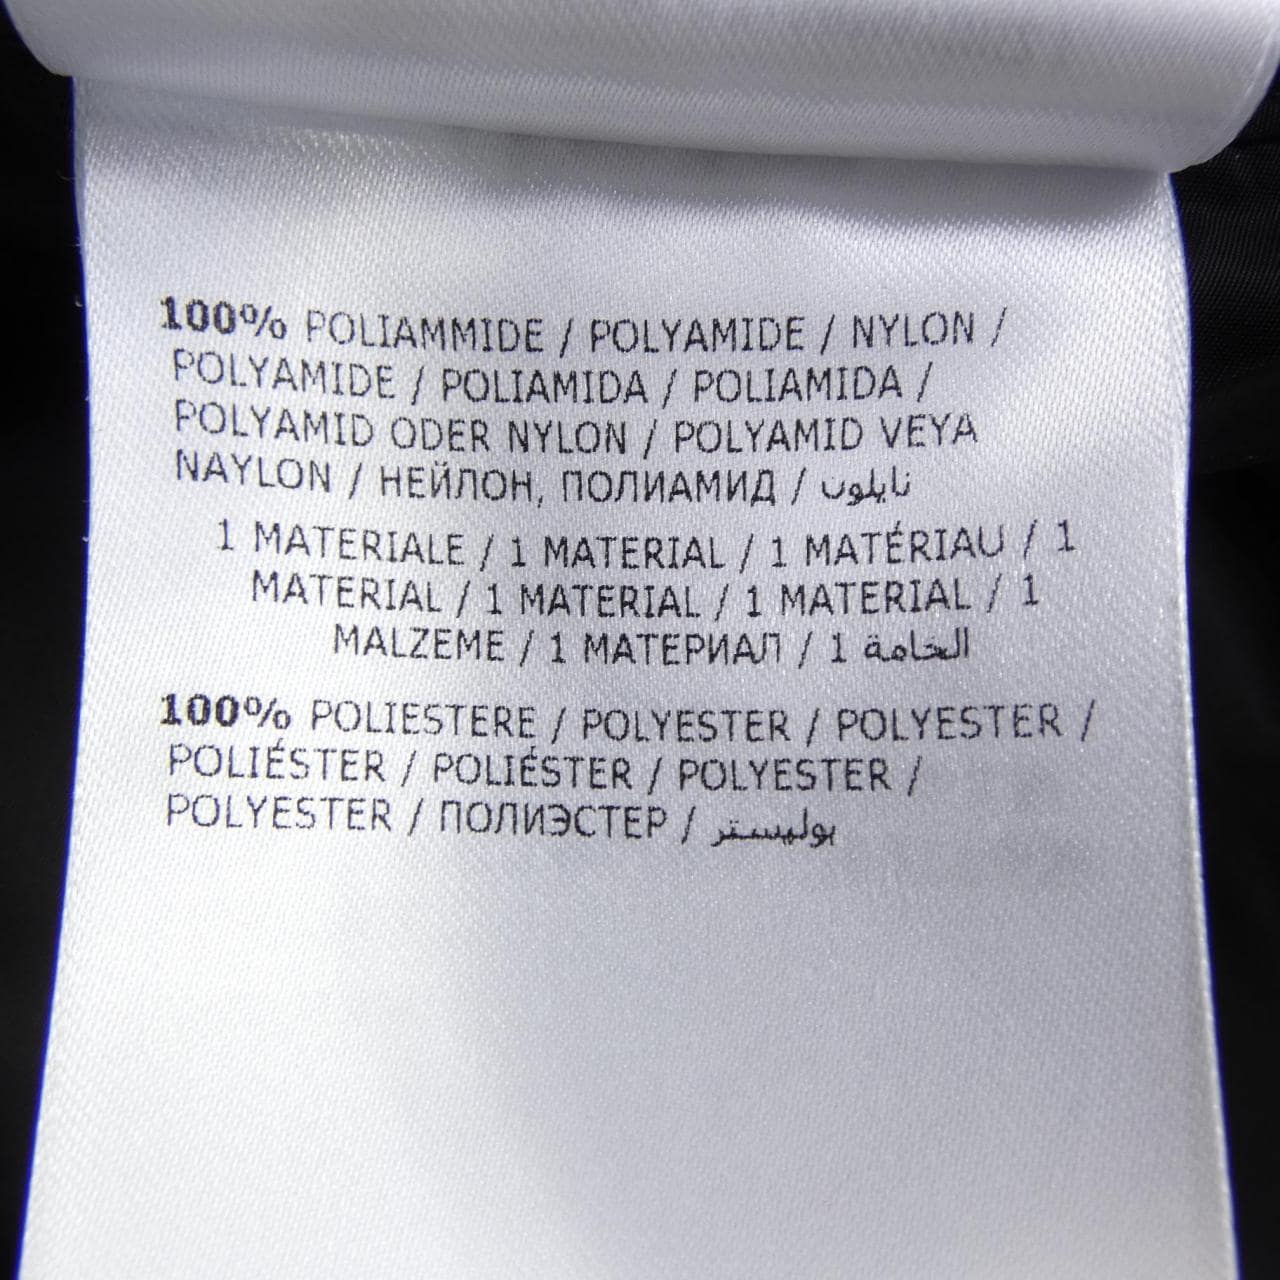 100% POLIAMMIDE / POLYAMIDE / NYLON /
POLYAMIDE / POLIAMIDA / POLIAMIDA /
POLYAMID ODER NYLON / POLYAMID VEYA
NAYLON / НЕЙЛОН, ПОЛИАМИД / نايلون
1 MATERIALE / 1 MATERIAL / 1 MATÉRIAU / 1
MATERIAL / 1 MATERIAL / 1 MATERIAL / 1
MALZEME / 1 МАТЕРИАЛ / 1 الخامة
100% POLIESTERE / POLYESTER / POLYESTER /
POLIÉSTER / POLIÉSTER / POLYESTER /
POLYESTER / ПОЛИЭСТЕР / بوليستر